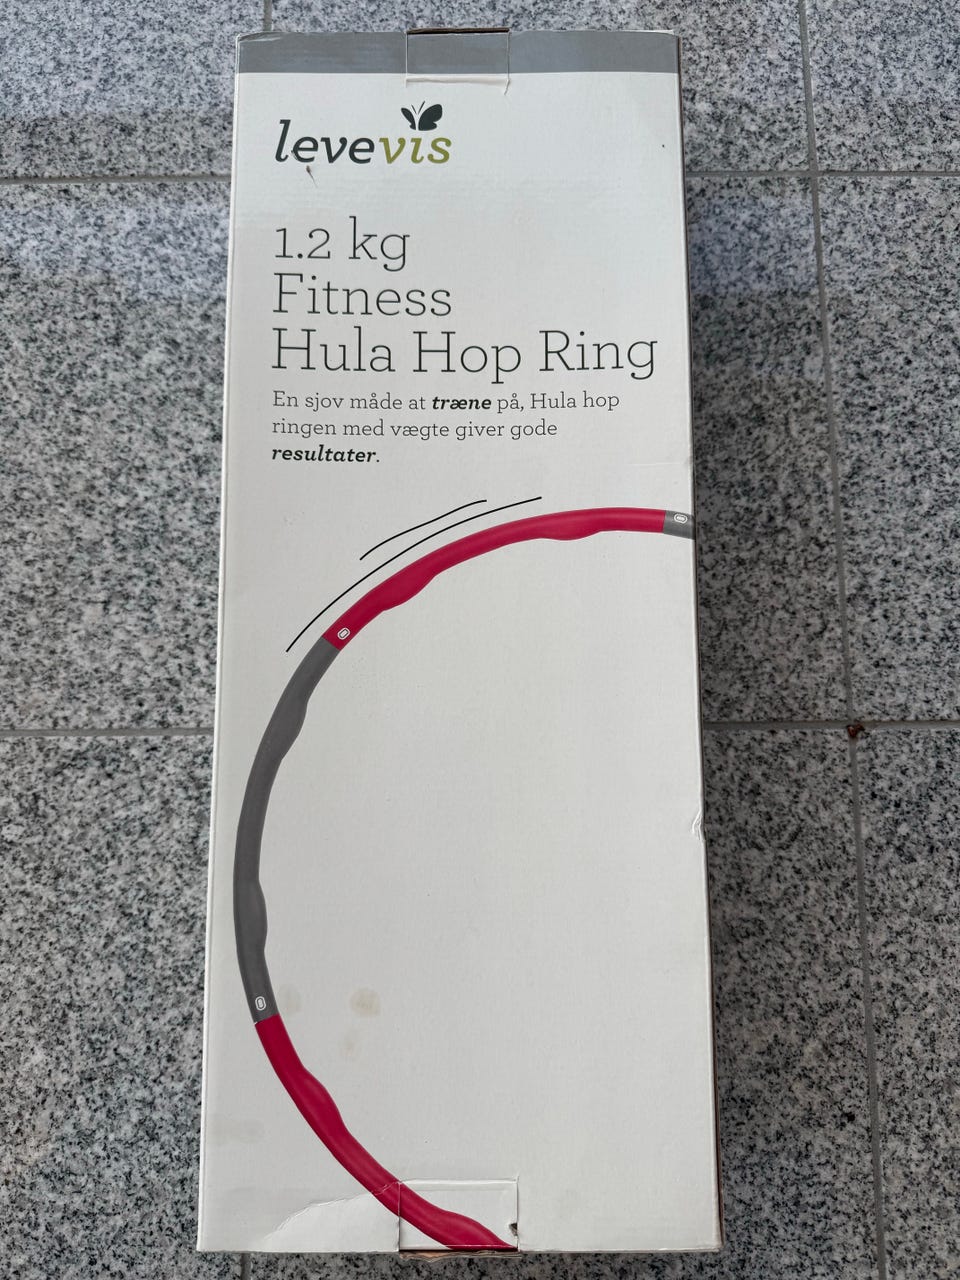 levevis
1.2 kg
Fitness
Hula Hop Ring
En sjov måde at træne på, Hula hop
ringen med vægte giver gode
resultater.